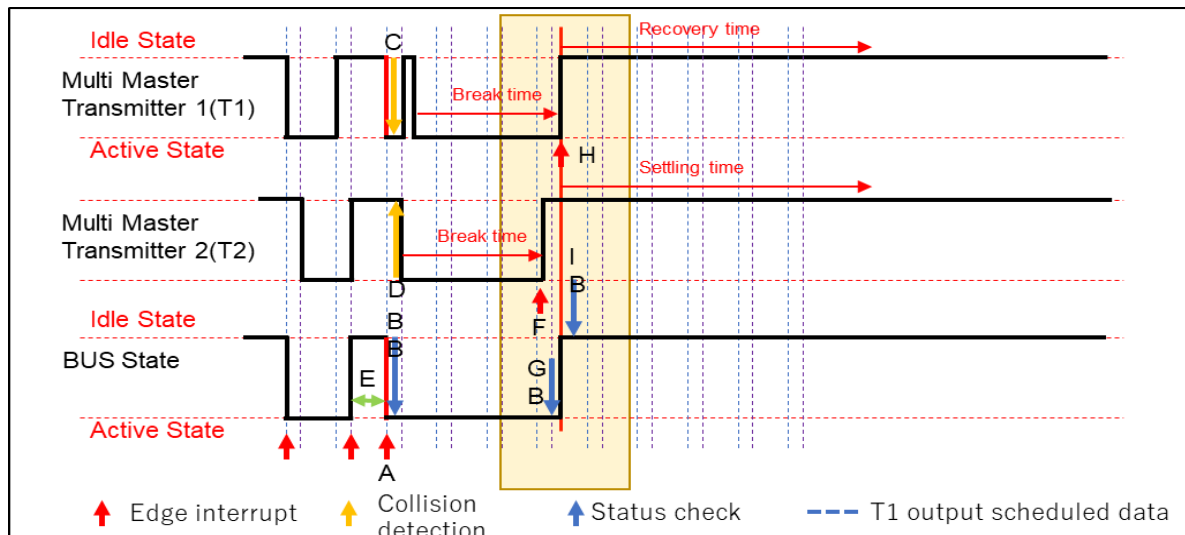 Idle State
C
Recovery time
Multi Master
Transmitter 1(T1)
Break time
Active State
H
Settling time
Multi Master
Transmitter 2(T2)
Break time
I
B
D
F
Idle State
B
B
BUS State
E
G
B
Active State
A
Edge interrupt
Collision
detection
Status check
T1 output scheduled data